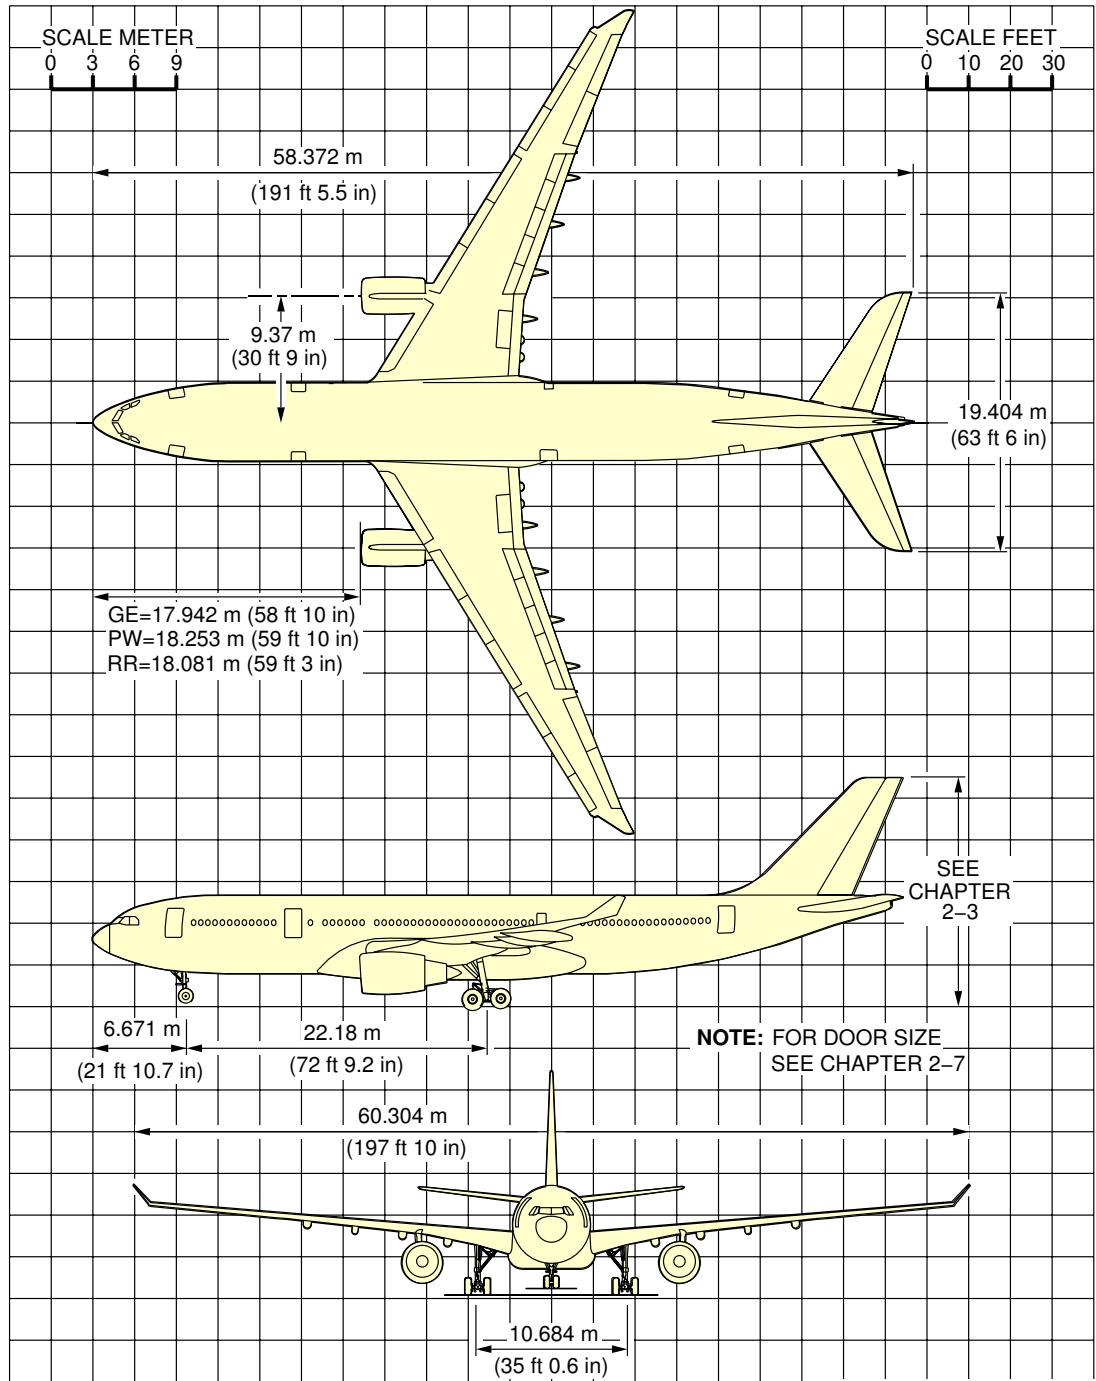 SCALE METER
0 3 6 9
SCALE FEET
0 10 20 30
58.372 m
(191 ft 5.5 in)
9.37 m
(30 ft 9 in)
19.404 m
(63 ft 6 in)
GE=17.942 m (58 ft 10 in)
PW=18.253 m (59 ft 10 in)
RR=18.081 m (59 ft 3 in)
SEE
CHAPTER
2–3
6.671 m
(21 ft 10.7 in)
22.18 m
(72 ft 9.2 in)
NOTE: FOR DOOR SIZE
SEE CHAPTER 2–7
60.304 m
(197 ft 10 in)
10.684 m
(35 ft 0.6 in)